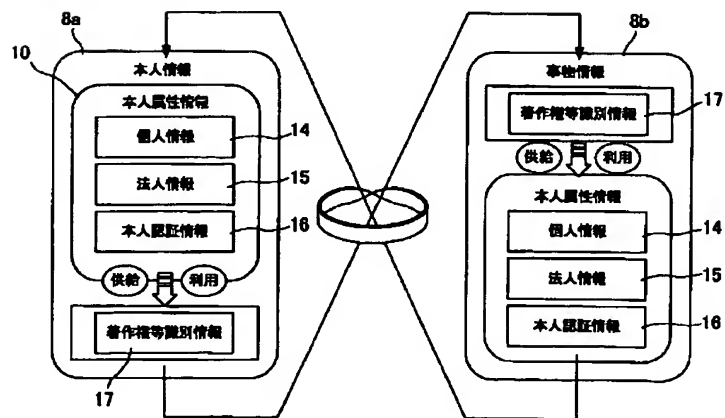 8a
10
本人情報
本人属性情報
個人情報
14
法人情報
15
本人認証情報
16
供給
利用
著作権等識別情報
17
8b
事物情報
著作権等識別情報
17
供給
利用
本人属性情報
個人情報
14
法人情報
15
本人認証情報
16